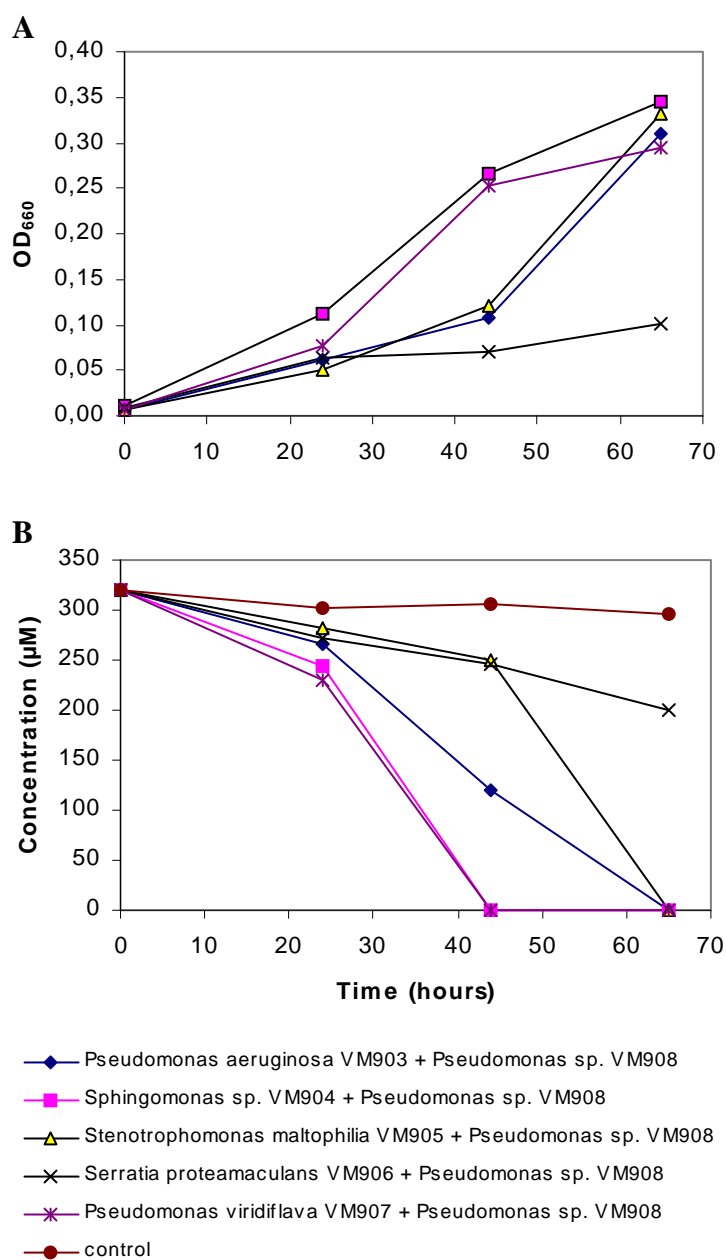 A
0,40
0,35
0,30
0,25
0,20
0,15
0,10
0,05
0,00
OD660
0 10 20 30 40 50 60 70
B
350
300
250
200
150
100
50
0
Concentration (µM)
0 10 20 30 40 50 60 70
Time (hours)
Pseudomonas aeruginosa VM903 + Pseudomonas sp. VM908
Sphingomonas sp. VM904 + Pseudomonas sp. VM908
Stenotrophomonas maltophilia VM905 + Pseudomonas sp. VM908
Serratia proteamaculans VM906 + Pseudomonas sp. VM908
Pseudomonas viridiflava VM907 + Pseudomonas sp. VM908
control